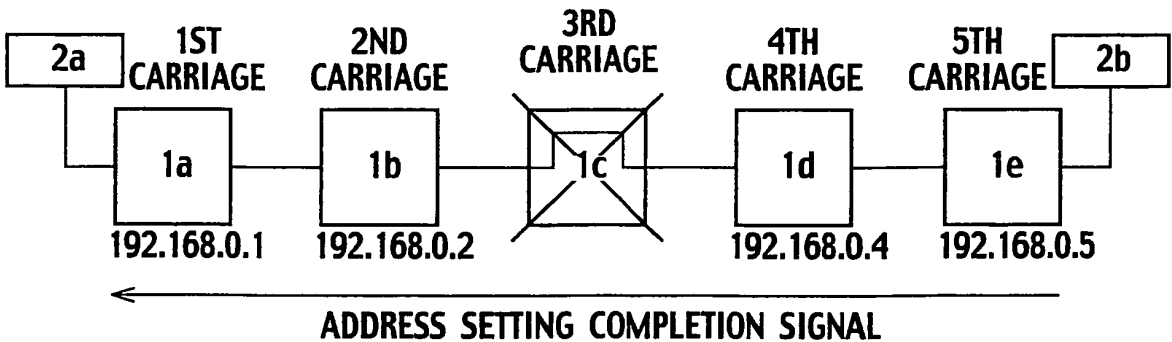 2a
1ST
CARRIAGE
2ND
CARRIAGE
3RD
CARRIAGE
4TH
CARRIAGE
5TH
CARRIAGE
2b
1a
1b
1c
1d
1e
192.168.0.1
192.168.0.2
192.168.0.4
192.168.0.5
ADDRESS SETTING COMPLETION SIGNAL